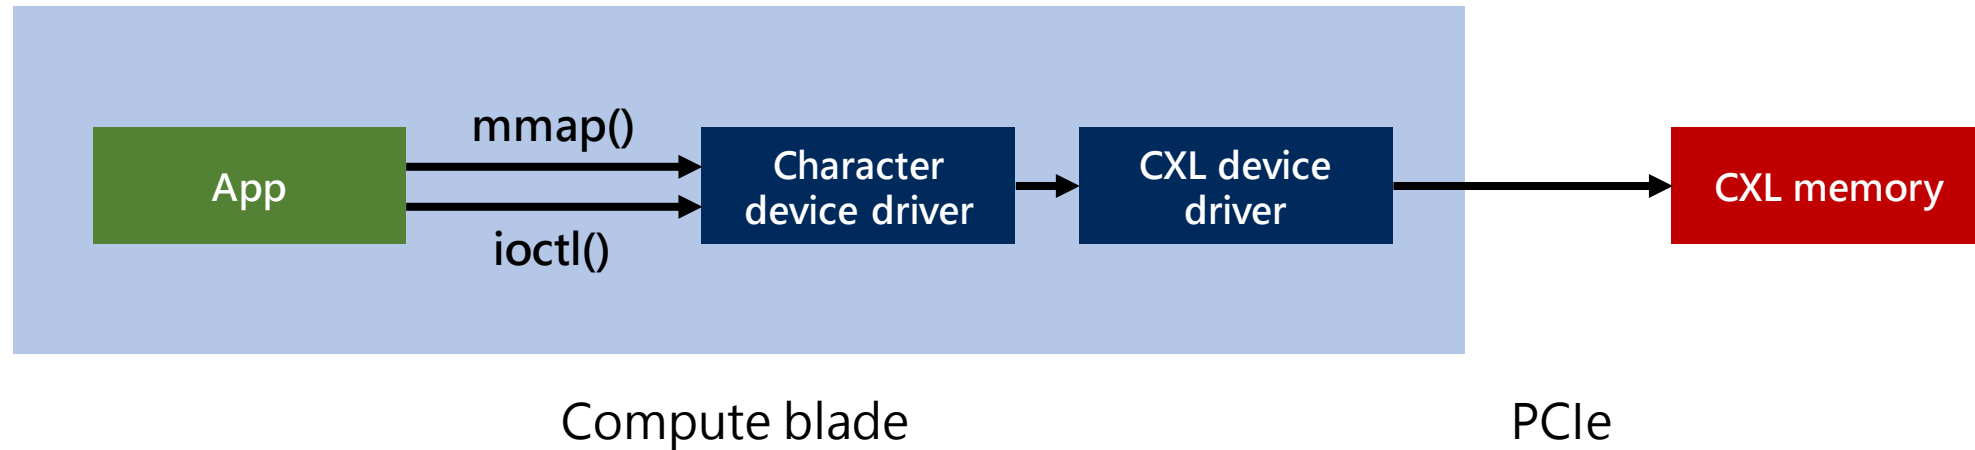 mmap()
App
Character
device driver
CXL device
driver
CXL memory
ioctl()
Compute blade
PCIe